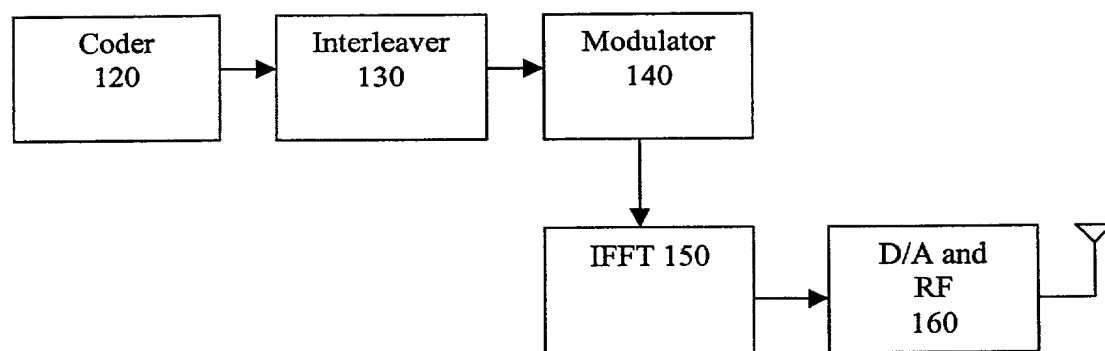 Coder
120
Interleaver
130
Modulator
140
IFFT 150
D/A and
RF
160